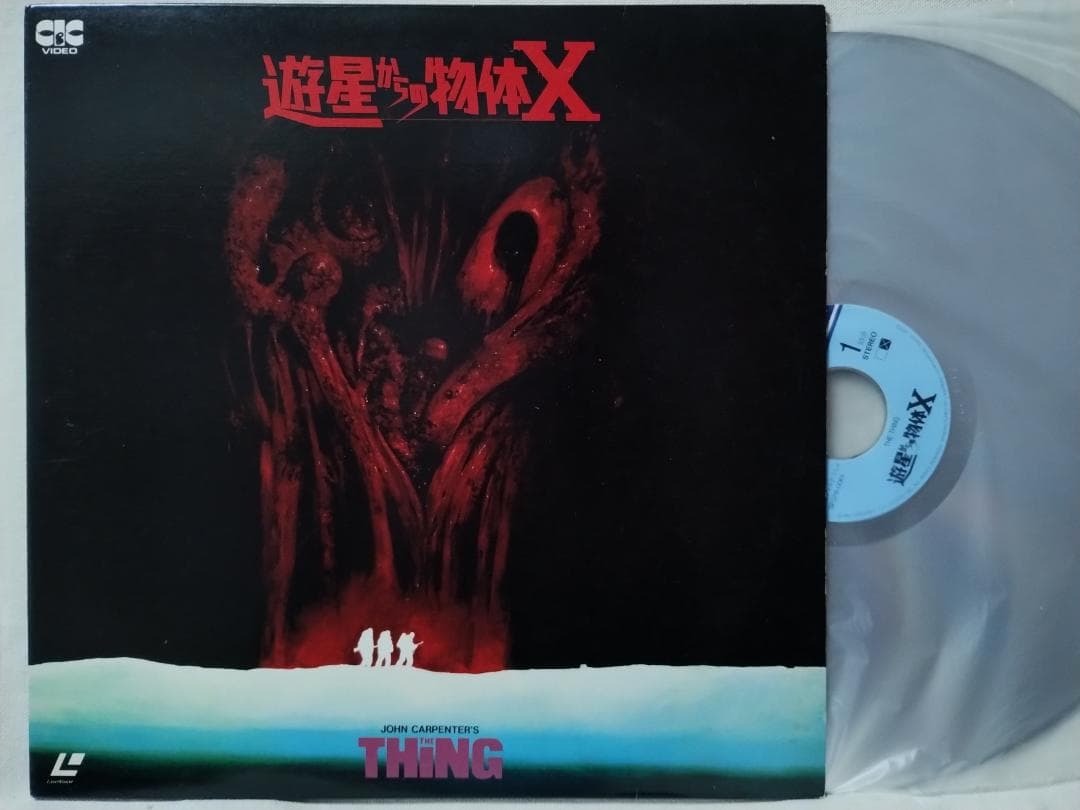 CIC
VIDEO
遊星からの物体X
JOHN CARPENTER'S
THE
THiNG
LaserVision
1
STEREO
X
THE THING
遊星からの物体X